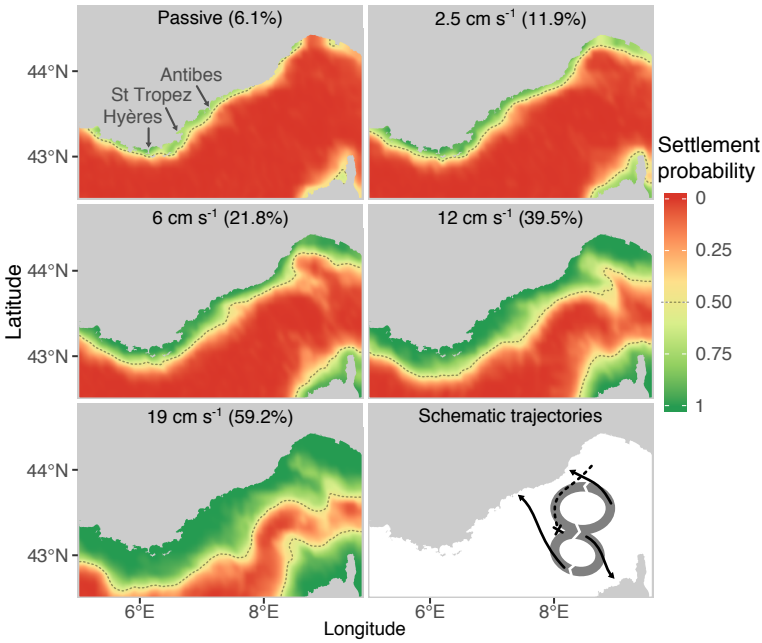 Passive (6.1%)
2.5 cm s⁻¹ (11.9%)
44°N
43°N
Antibes
St Tropez
Hyères
6 cm s⁻¹ (21.8%)
12 cm s⁻¹ (39.5%)
44°N
43°N
Latitude
19 cm s⁻¹ (59.2%)
Schematic trajectories
44°N
43°N
6°E
8°E
6°E
8°E
Longitude
Settlement
probability
0
0.25
0.50
0.75
1